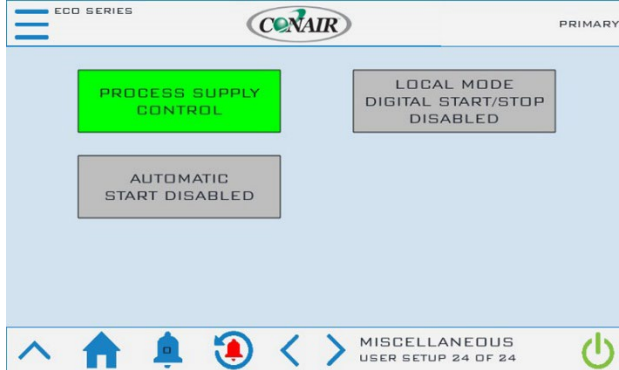 ECO SERIES
CONAIR
PRIMARY
PROCESS SUPPLY
CONTROL
LOCAL MODE
DIGITAL START/STOP
DISABLED
AUTOMATIC
START DISABLED
0
MISCELLANEOUS
USER SETUP 24 OF 24